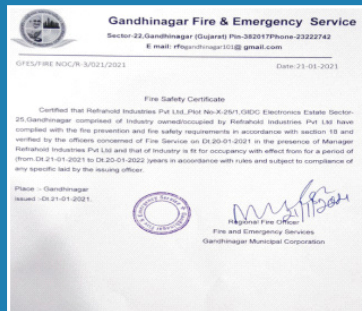 Gandhinagar Fire & Emergency Service
Sector-22,Gandhinagar(Gujarat) Pin-382017Phone-23222742
E mail: rfogandhinagar101@gmail.com
GFES/FIRE NOC/R-3/021/2021 Date:21-01-2021
Fire Safety Certificate
Certified that Refrahold Industries Pvt Ltd,,Plot No-X-25/1,GIDC Electronics Estate Sector-
25,Gandhinagar comprised of Industry owned/occupied by Refrahold Industries Pvt Ltd have
complied with the fire prevention and fire safety requirements in accordance with section 18 and
verified by the officers concerned of Fire Service on Dt.20-01-2021 in the presence of Manager
Refrahold Industries Pvt Ltd and that of Industry is fit for occupancy with effect from for a period of
(from Dt.21-01-2021 to Dt.20-01-2022 )years in accordance with rules and subject to compliance of
any specific laid by the issuing officer.
Place :- Gandhinagar
Issued :-Dt.21-01-2021.
Regional Fire Officer
Fire and Emergency Services
Gandhinagar Municipal Corporation